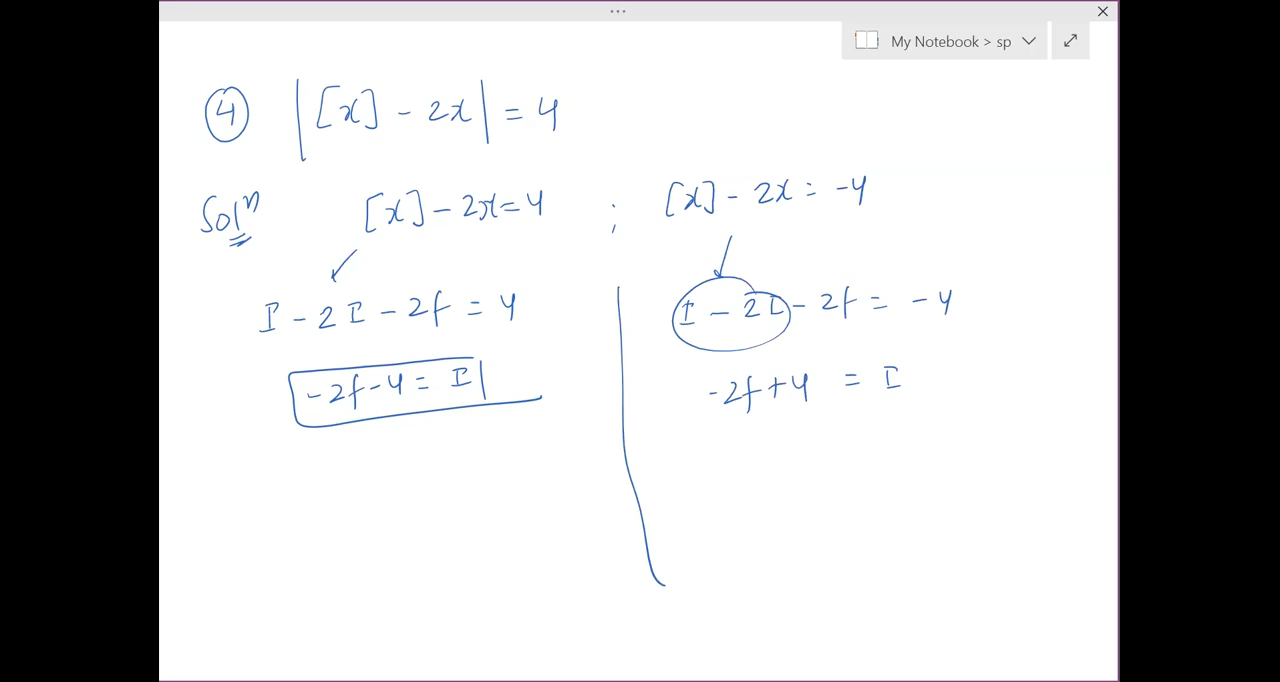 My Notebook > sp
④ |[x] - 2x| = 4
Solⁿ [x] - 2x = 4 ; [x] - 2x = -4
I - 2I - 2f = 4
-2f - 4 = I
I - 2I - 2f = -4
-2f + 4 = I